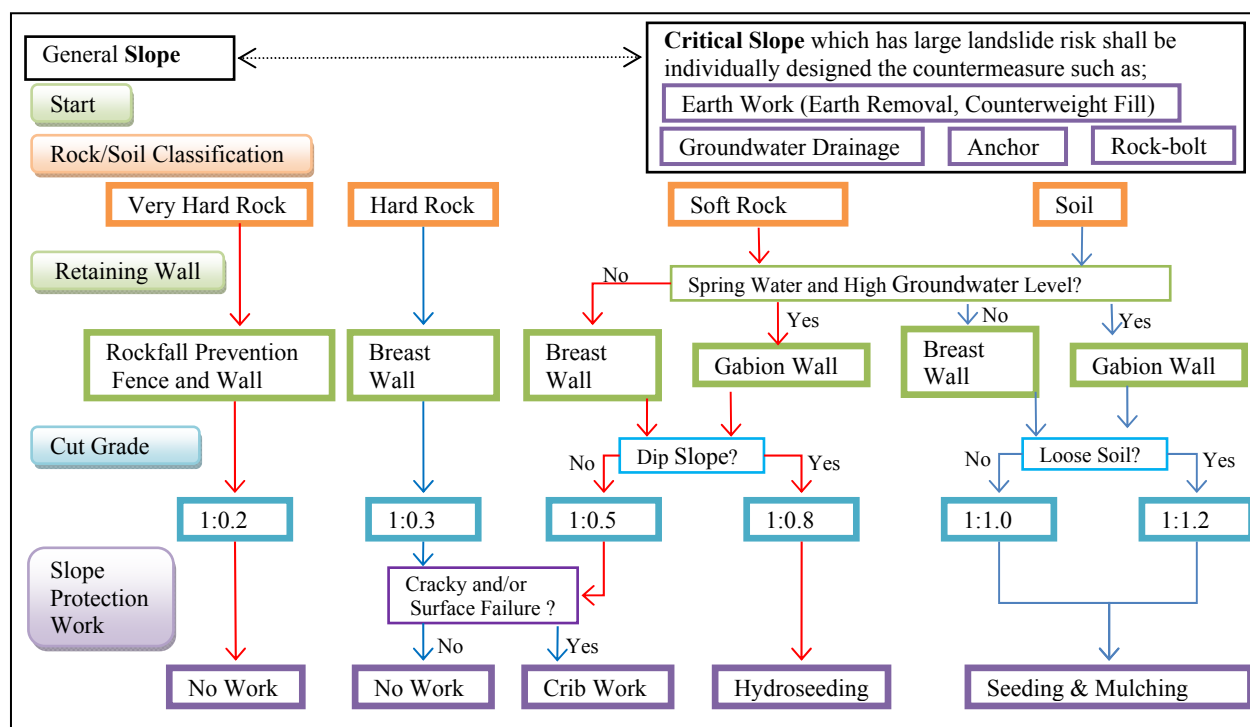 General Slope
Critical Slope which has large landslide risk shall be
individually designed the countermeasure such as;
Earth Work (Earth Removal, Counterweight Fill)
Groundwater Drainage
Anchor
Rock-bolt
Start
Rock/Soil Classification
Very Hard Rock
Hard Rock
Soft Rock
Soil
Retaining Wall
No
Spring Water and High Groundwater Level?
Yes
No
Yes
Rockfall Prevention
Fence and Wall
Breast
Wall
Breast
Wall
Gabion Wall
Breast
Wall
Gabion Wall
Cut Grade
No
Dip Slope?
Yes
No
Loose Soil?
Yes
1:0.2
1:0.3
1:0.5
1:0.8
1:1.0
1:1.2
Slope
Protection
Work
Cracky and/or
Surface Failure ?
No
Yes
No Work
No Work
Crib Work
Hydroseeding
Seeding & Mulching